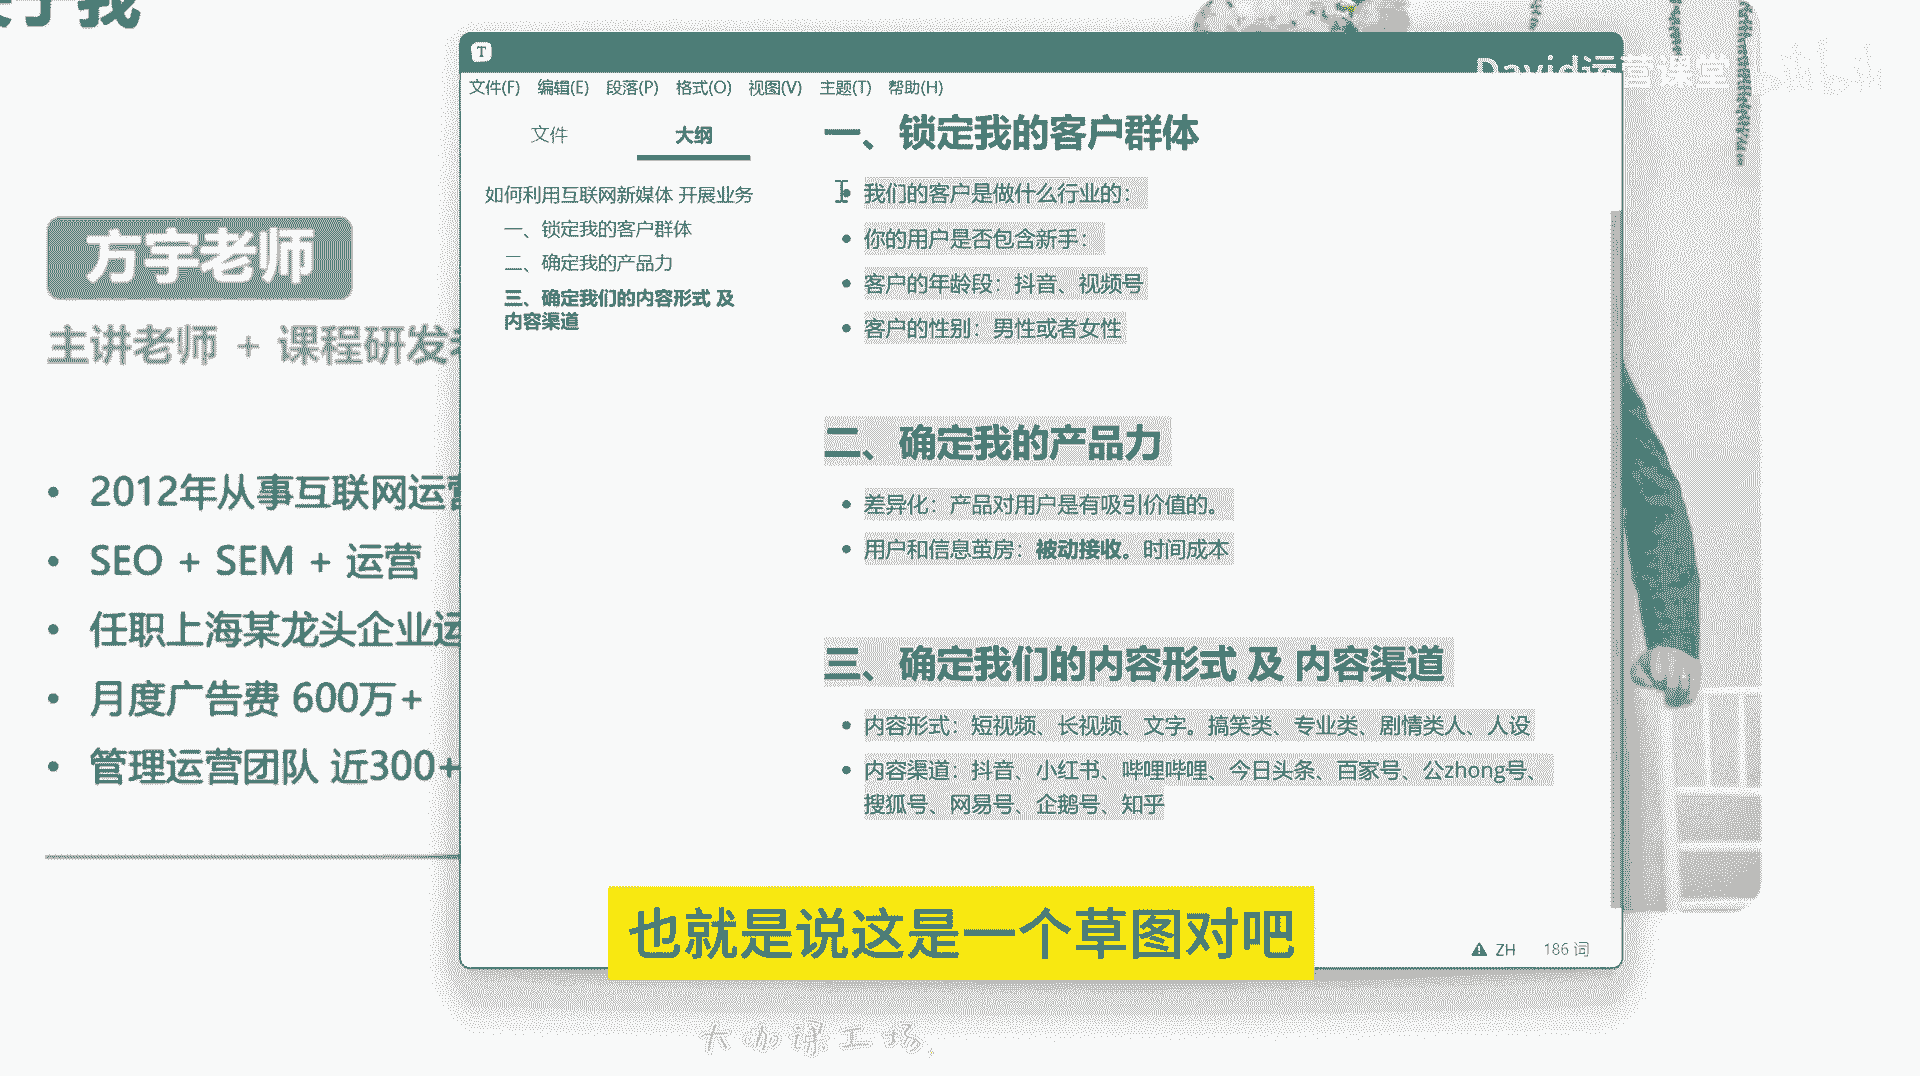 关于我
David运营课堂
bilibili
方宇老师
主讲老师 + 课程研发
2012年从事互联网运营
SEO + SEM + 运营
任职上海某龙头企业运
月度广告费 600万+
管理运营团队 近300+
T
文件(F) 编辑(E) 段落(P) 格式(O) 视图(V) 主题(T) 帮助(H)
文件 大纲
如何利用互联网新媒体 开展业务
一、锁定我的客户群体
二、确定我的产品力
三、确定我们的内容形式 及
内容渠道
一、锁定我的客户群体
我们的客户是做什么行业的：
你的用户是否包含新手：
客户的年龄段：抖音、视频号
客户的性别：男性或者女性
二、确定我的产品力
差异化：产品对用户是有吸引价值的。
用户和信息茧房：被动接收。时间成本
三、确定我们的内容形式 及 内容渠道
内容形式：短视频、长视频、文字。搞笑类、专业类、剧情类人、人设
内容渠道：抖音、小红书、哔哩哔哩、今日头条、百家号、公zhong号、
搜狐号、网易号、企鹅号、知乎
ZH 186 词
也就是说这是一个草图对吧
大咖课工场.